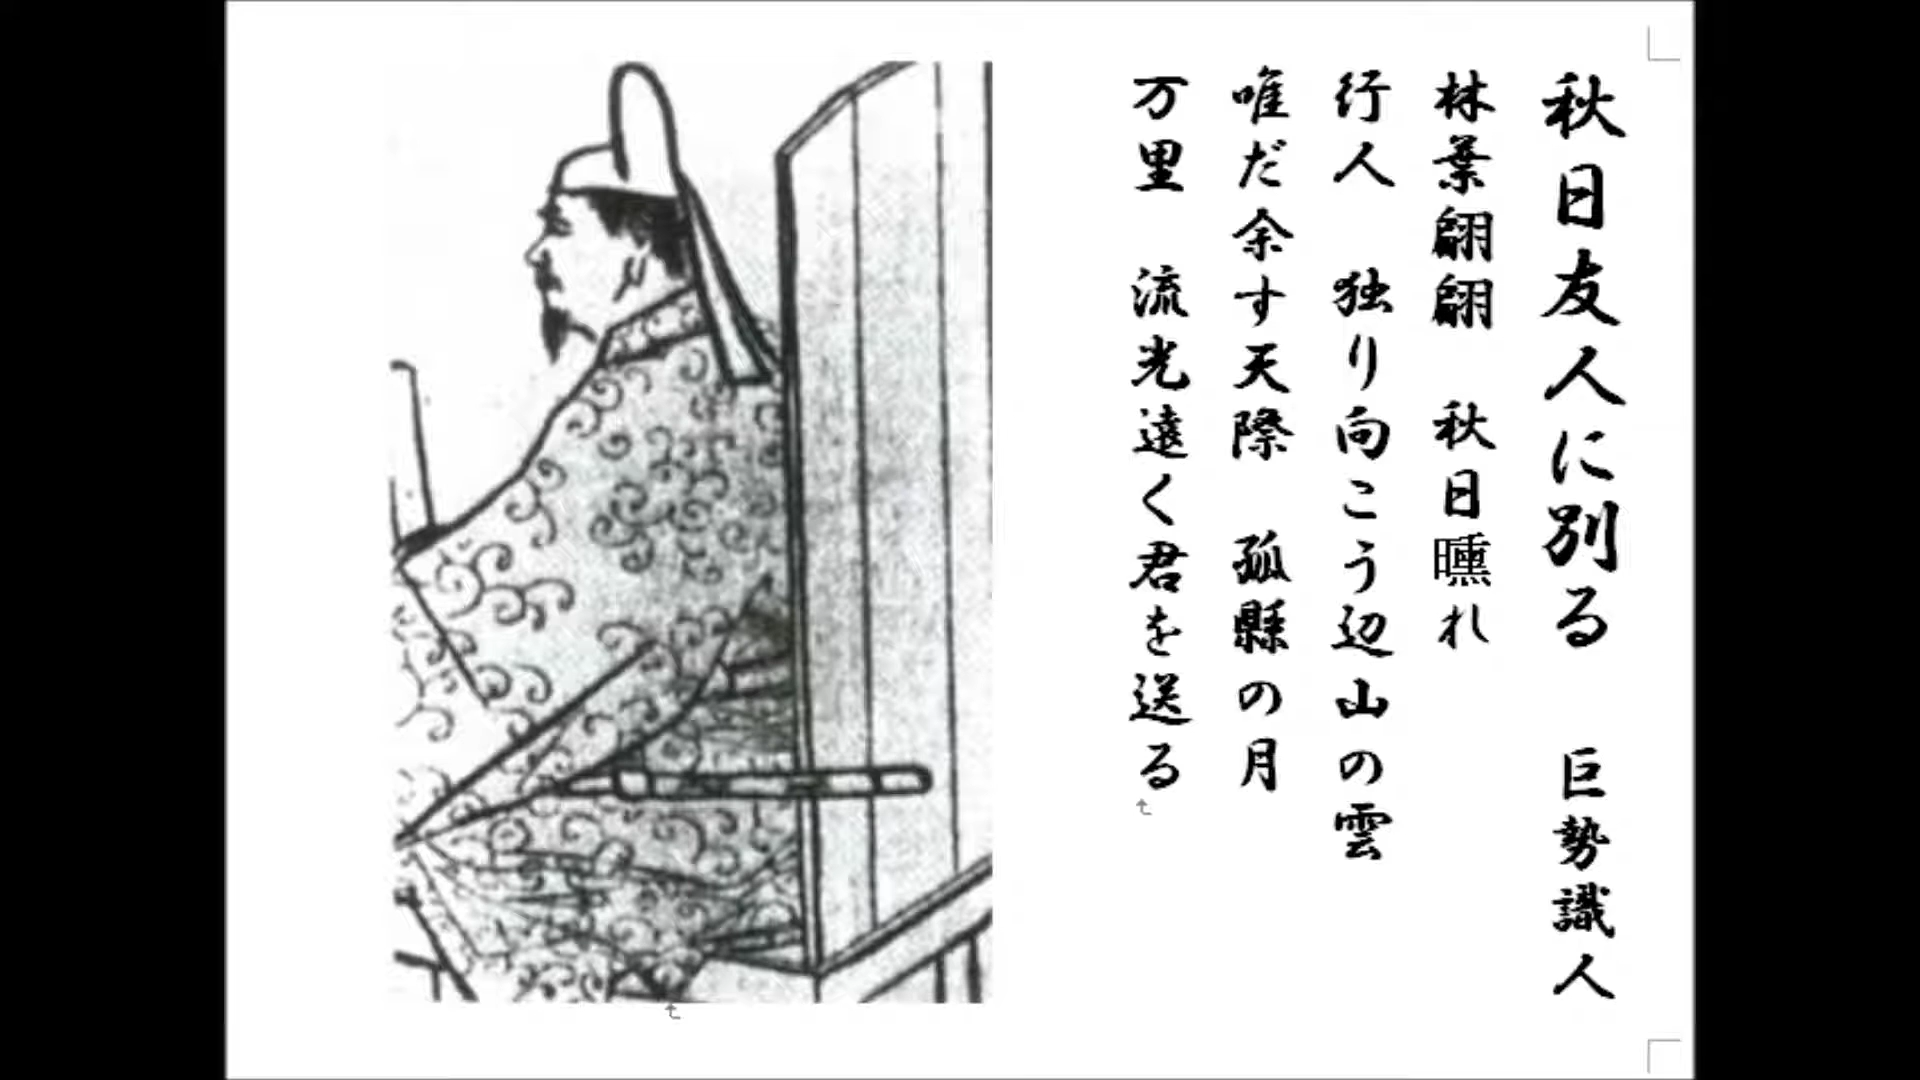 秋日友人に別る　巨勢識人
林葉翩翩　秋日曛れ
行人　独り向こう辺山の雲
唯だ余す天際　孤縣の月
万里　流光遠く君を送る